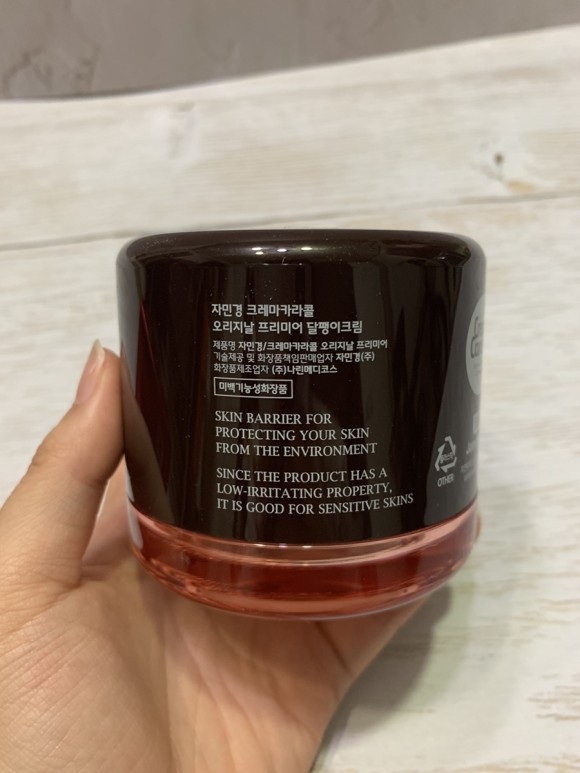 자민경 크레마카라콜
오리지날 프리미어 달팽이크림
제품명 자민경/크레마카라콜 오리지날 프리미어
기술제공 및 화장품책임판매업자 자민경(주)
화장품제조업자 (주)나린메디코스
미백기능성화장품
SKIN BARRIER FOR
PROTECTING YOUR SKIN
FROM THE ENVIRONMENT
SINCE THE PRODUCT HAS A
LOW-IRRITATING PROPERTY,
IT IS GOOD FOR SENSITIVE SKINS
OTHER